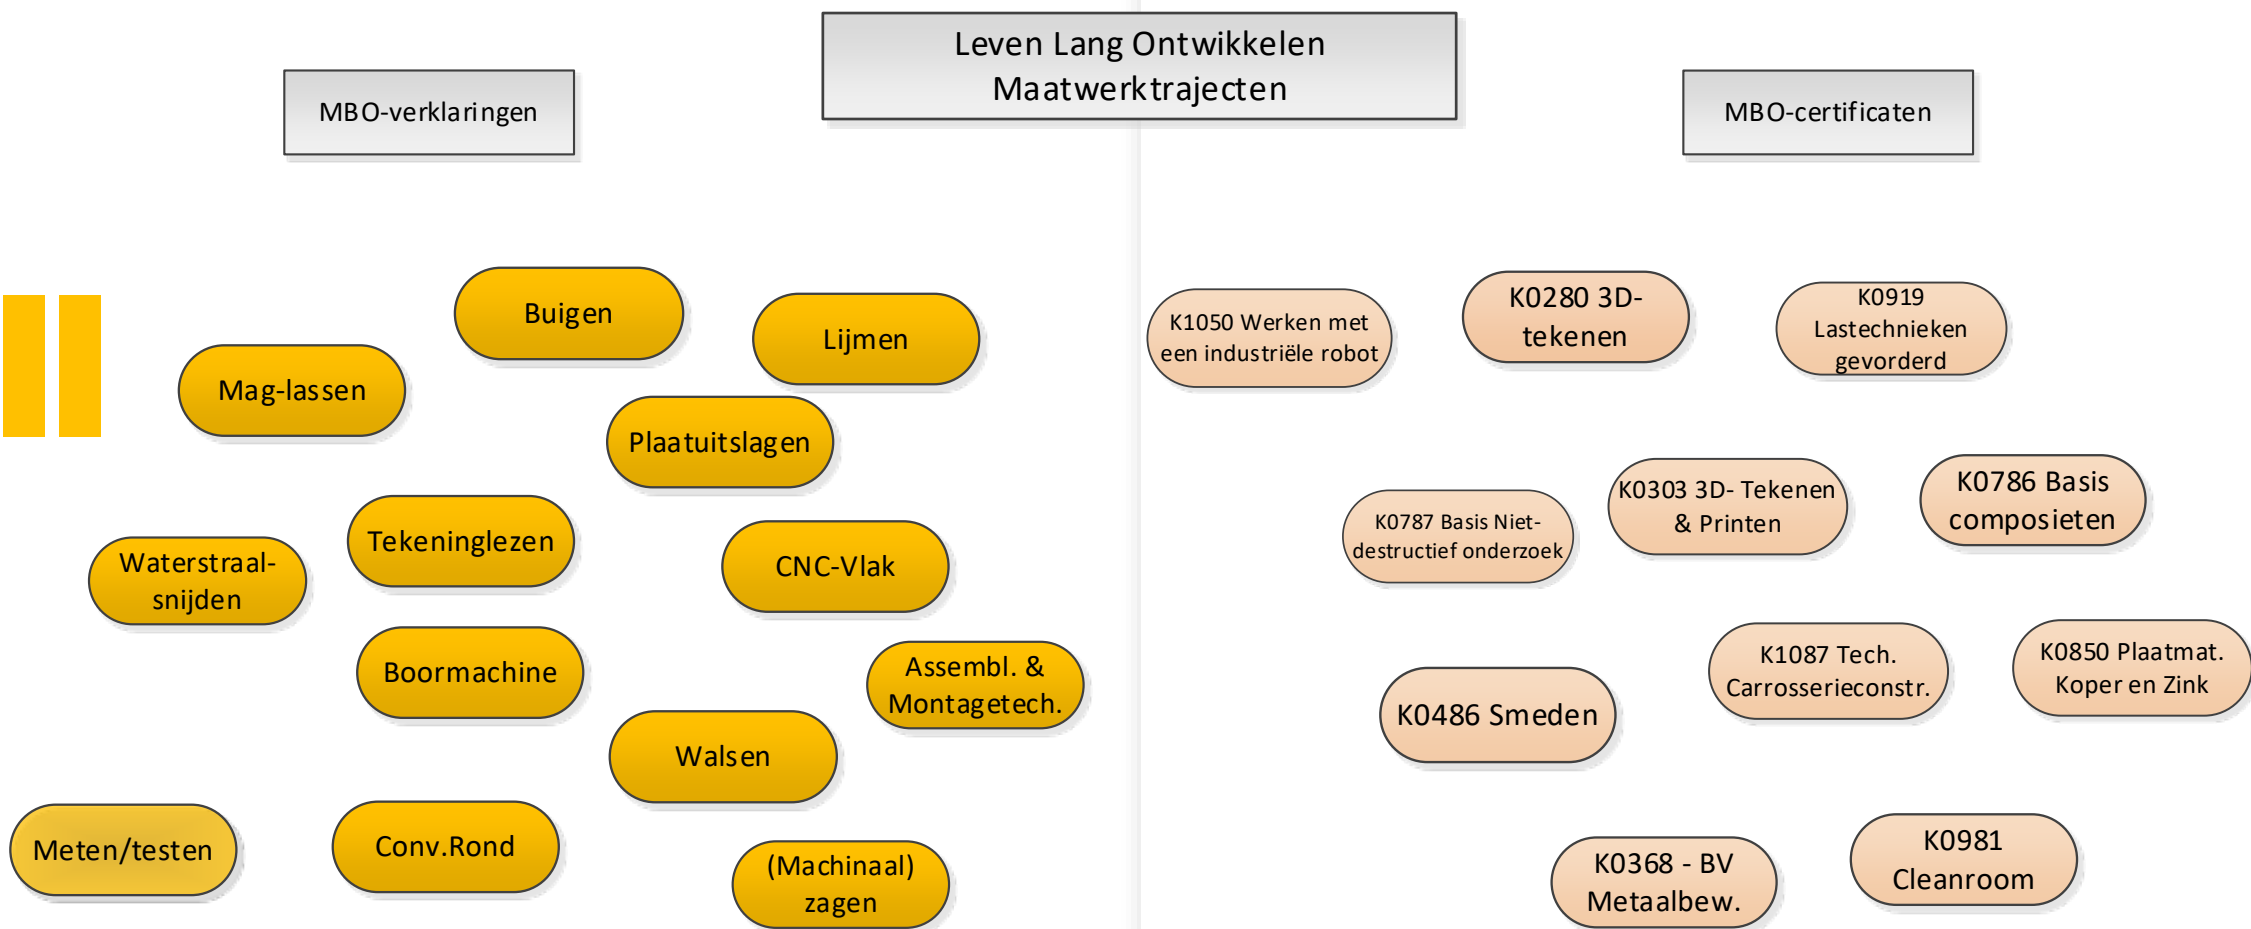 Leven Lang Ontwikkelen
Maatwerktrajecten
MBO-verklaringen
MBO-certificaten
Buigen
Lijmen
Mag-lassen
Plaatuitslagen
Tekeninglezen
Waterstraal-
snijden
CNC-Vlak
Boormachine
Assembl. &
Montagetech.
Walsen
Meten/testen
Conv.Rond
(Machinaal)
zagen
K1050 Werken met
een industriële robot
K0280 3D-
tekenen
K0919
Lastechnieken
gevorderd
K0787 Basis Niet-
destructief onderzoek
K0303 3D- Tekenen
& Printen
K0786 Basis
composieten
K0486 Smeden
K1087 Tech.
Carrosserieconstr.
K0850 Plaatmat.
Koper en Zink
K0368 - BV
Metaalbew.
K0981
Cleanroom